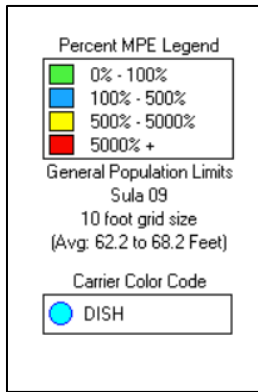 Percent MPE Legend
0% - 100%
100% - 500%
500% - 5000%
5000% +
General Population Limits
Sula 09
10 foot grid size
(Avg: 62.2 to 68.2 Feet)
Carrier Color Code
DISH